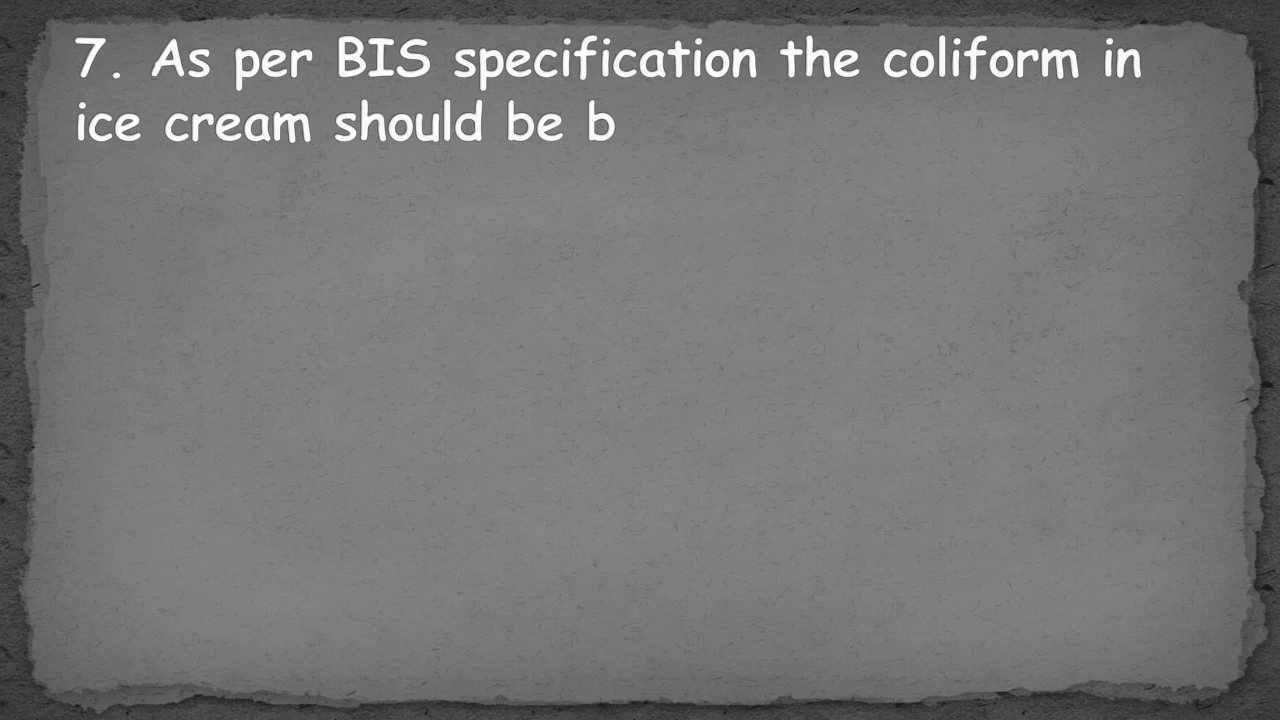 7. As per BIS specification the coliform in
ice cream should be b